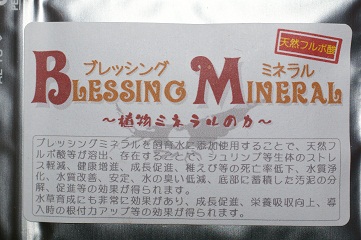 天然フルボ酸
ブレッシング ミネラル
BLESSING MINERAL
～植物ミネラルの力～
ブレッシングミネラルを飼育水に添加使用することで、天然フ
ルボ酸等が溶出、存在することで、シュリンプ等生体のストレ
ス軽減、健康増進、成長促進、稚えび等の死亡率低下、水質浄
化、水質改善、安定、水の臭い低減、底部に蓄積した汚泥の分
解、促進等の効果が得られます。
水草育成にも非常に効果があり、成長促進、栄養吸収向上、導
入時の根付力アップ等の効果が得られます。